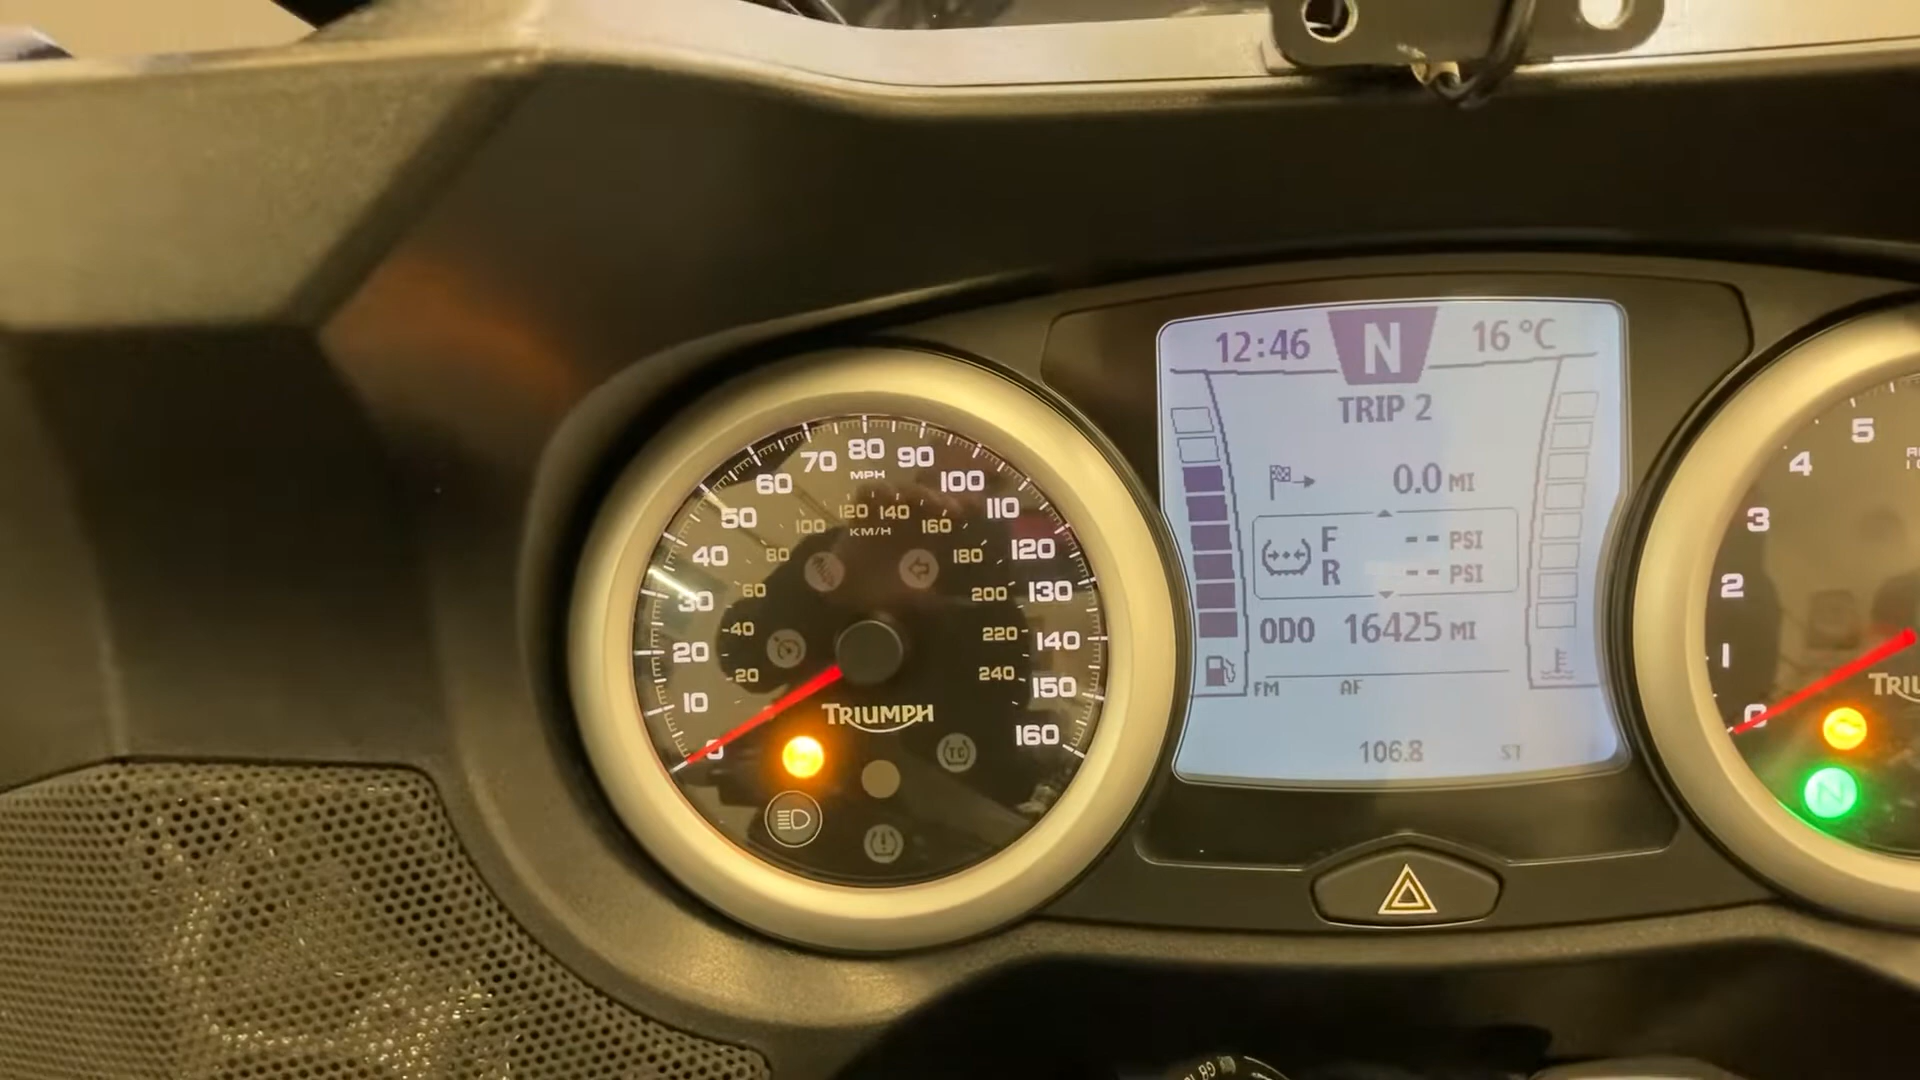 12:46 N 16 °C
TRIP 2
0.0 MI
F -- PSI
R -- PSI
ODO 16425 MI
FM AF
106.8 ST
0 10 20 30 40 50 60 70 80 90 100 110 120 130 140 150 160
MPH
20 40 60 80 100 120 140 160 180 200 220 240
KM/H
TRIUMPH
TC
0 1 2 3 4 5
TRIU
N